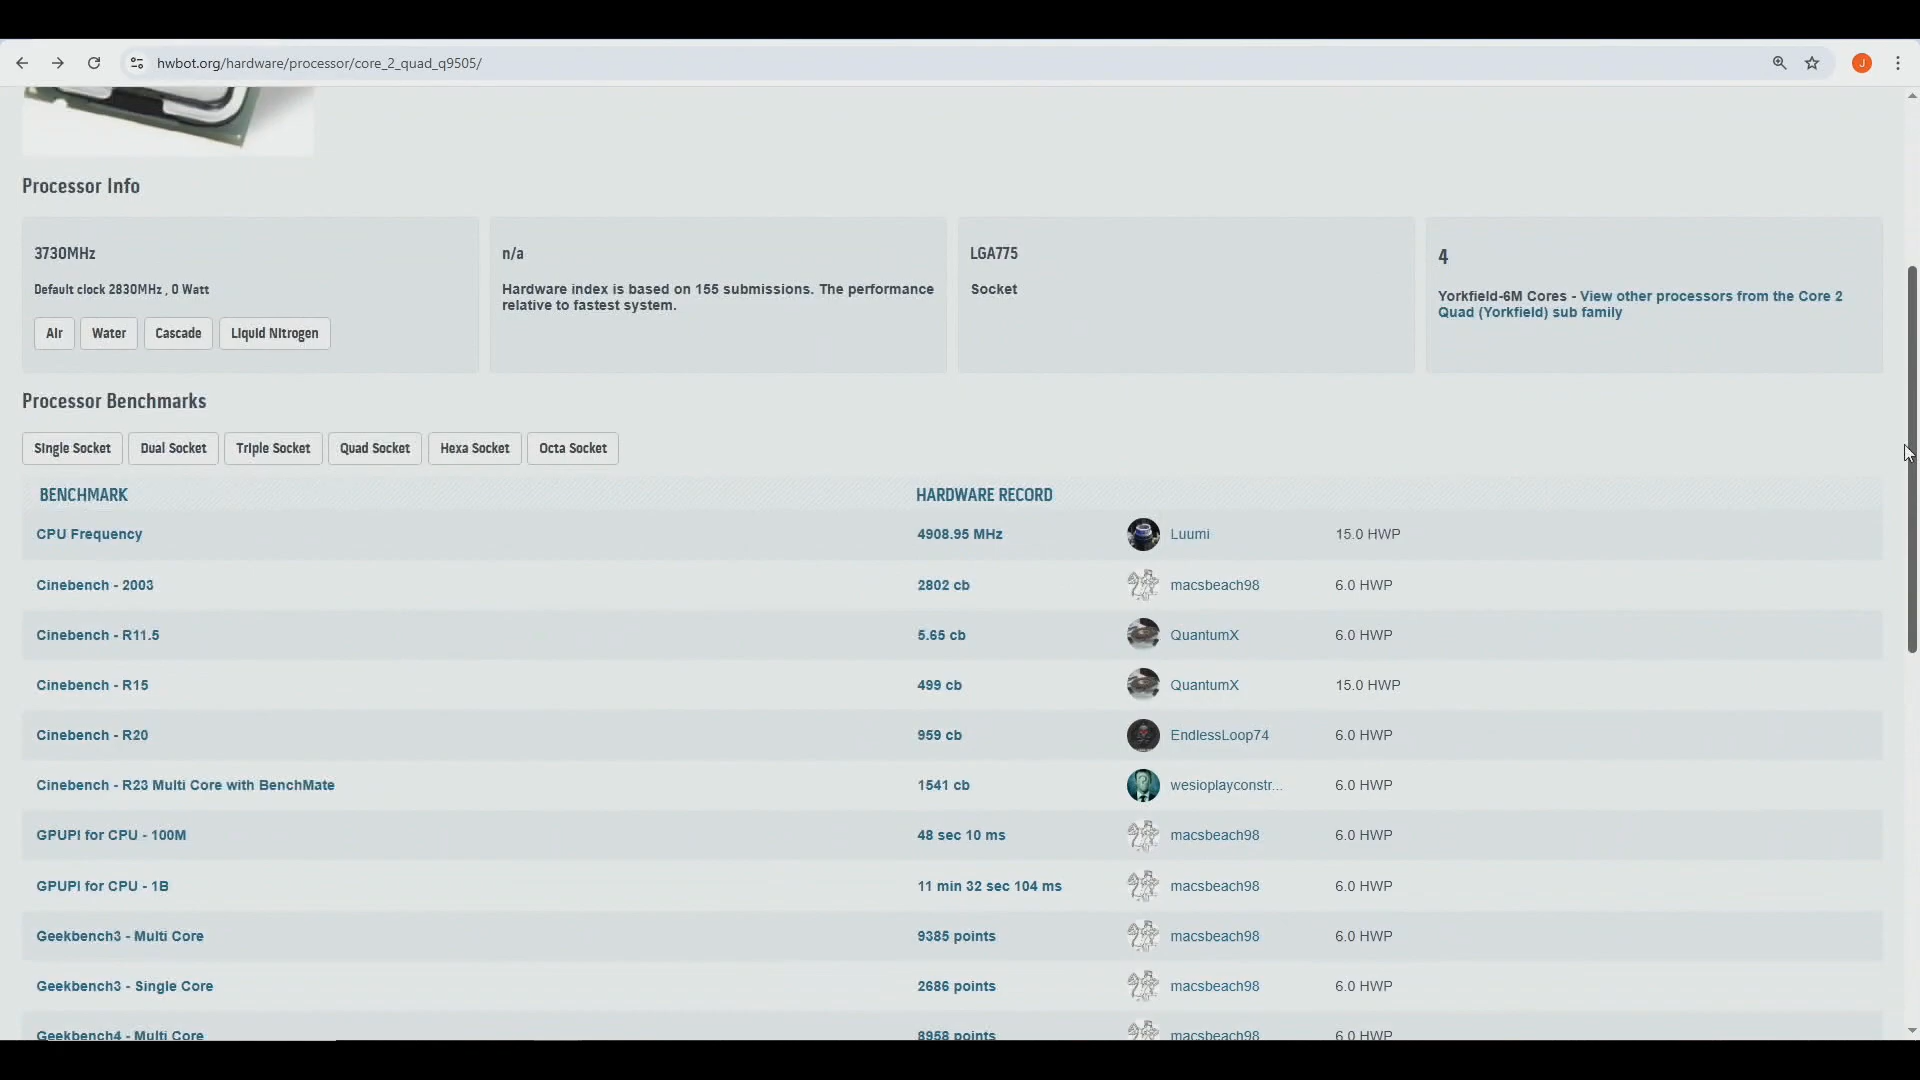 hwbot.org/hardware/processor/core_2_quad_q9505/
J
Processor Info
3730MHz
Default clock 2830MHz , 0 Watt
Air Water Cascade Liquid Nitrogen
n/a
Hardware index is based on 155 submissions. The performance
relative to fastest system.
LGA775
Socket
4
Yorkfield-6M Cores - View other processors from the Core 2
Quad (Yorkfield) sub family
Processor Benchmarks
Single Socket Dual Socket Triple Socket Quad Socket Hexa Socket Octa Socket
BENCHMARK HARDWARE RECORD
CPU Frequency 4908.95 MHz Luumi 15.0 HWP
Cinebench - 2003 2802 cb macsbeach98 6.0 HWP
Cinebench - R11.5 5.65 cb QuantumX 6.0 HWP
Cinebench - R15 499 cb QuantumX 15.0 HWP
Cinebench - R20 959 cb EndlessLoop74 6.0 HWP
Cinebench - R23 Multi Core with BenchMate 1541 cb wesioplayconstr... 6.0 HWP
GPUPI for CPU - 100M 48 sec 10 ms macsbeach98 6.0 HWP
GPUPI for CPU - 1B 11 min 32 sec 104 ms macsbeach98 6.0 HWP
Geekbench3 - Multi Core 9385 points macsbeach98 6.0 HWP
Geekbench3 - Single Core 2686 points macsbeach98 6.0 HWP
Geekbench4 - Multi Core 8958 points macsbeach98 6.0 HWP